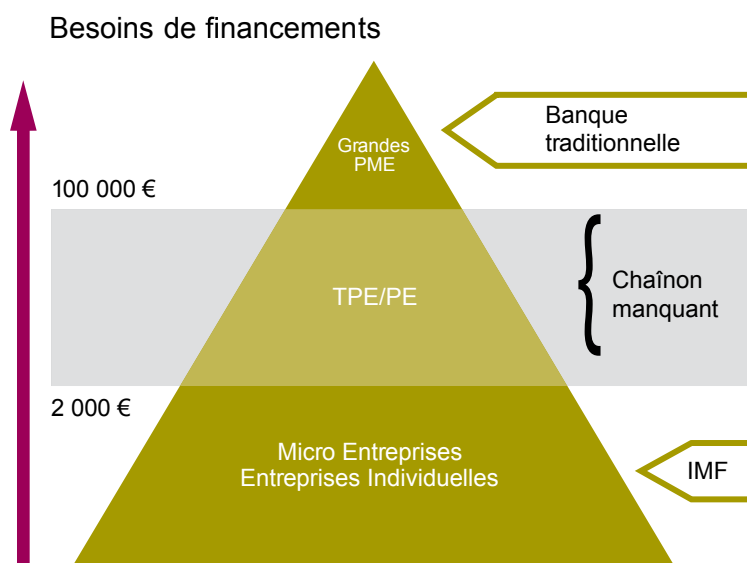 Besoins de financements
Banque
traditionnelle
Grandes
PME
100 000 €
TPE/PE
Chaînon
manquant
2 000 €
Micro Entreprises
Entreprises Individuelles
IMF